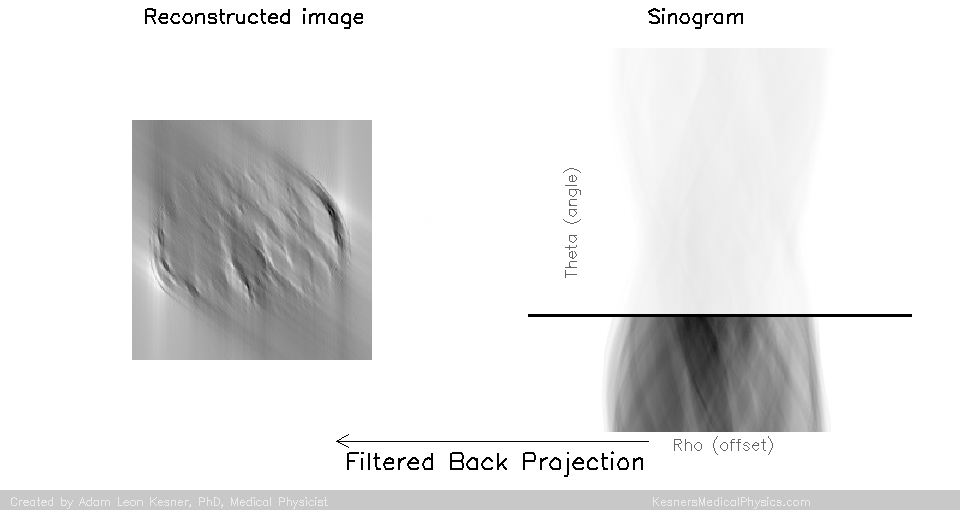 Reconstructed image
Sinogram
Theta (angle)
Rho (offset)
Filtered Back Projection
Created by Adam Leon Kesner, PhD, Medical Physicist
KesnersMedicalPhysics.com